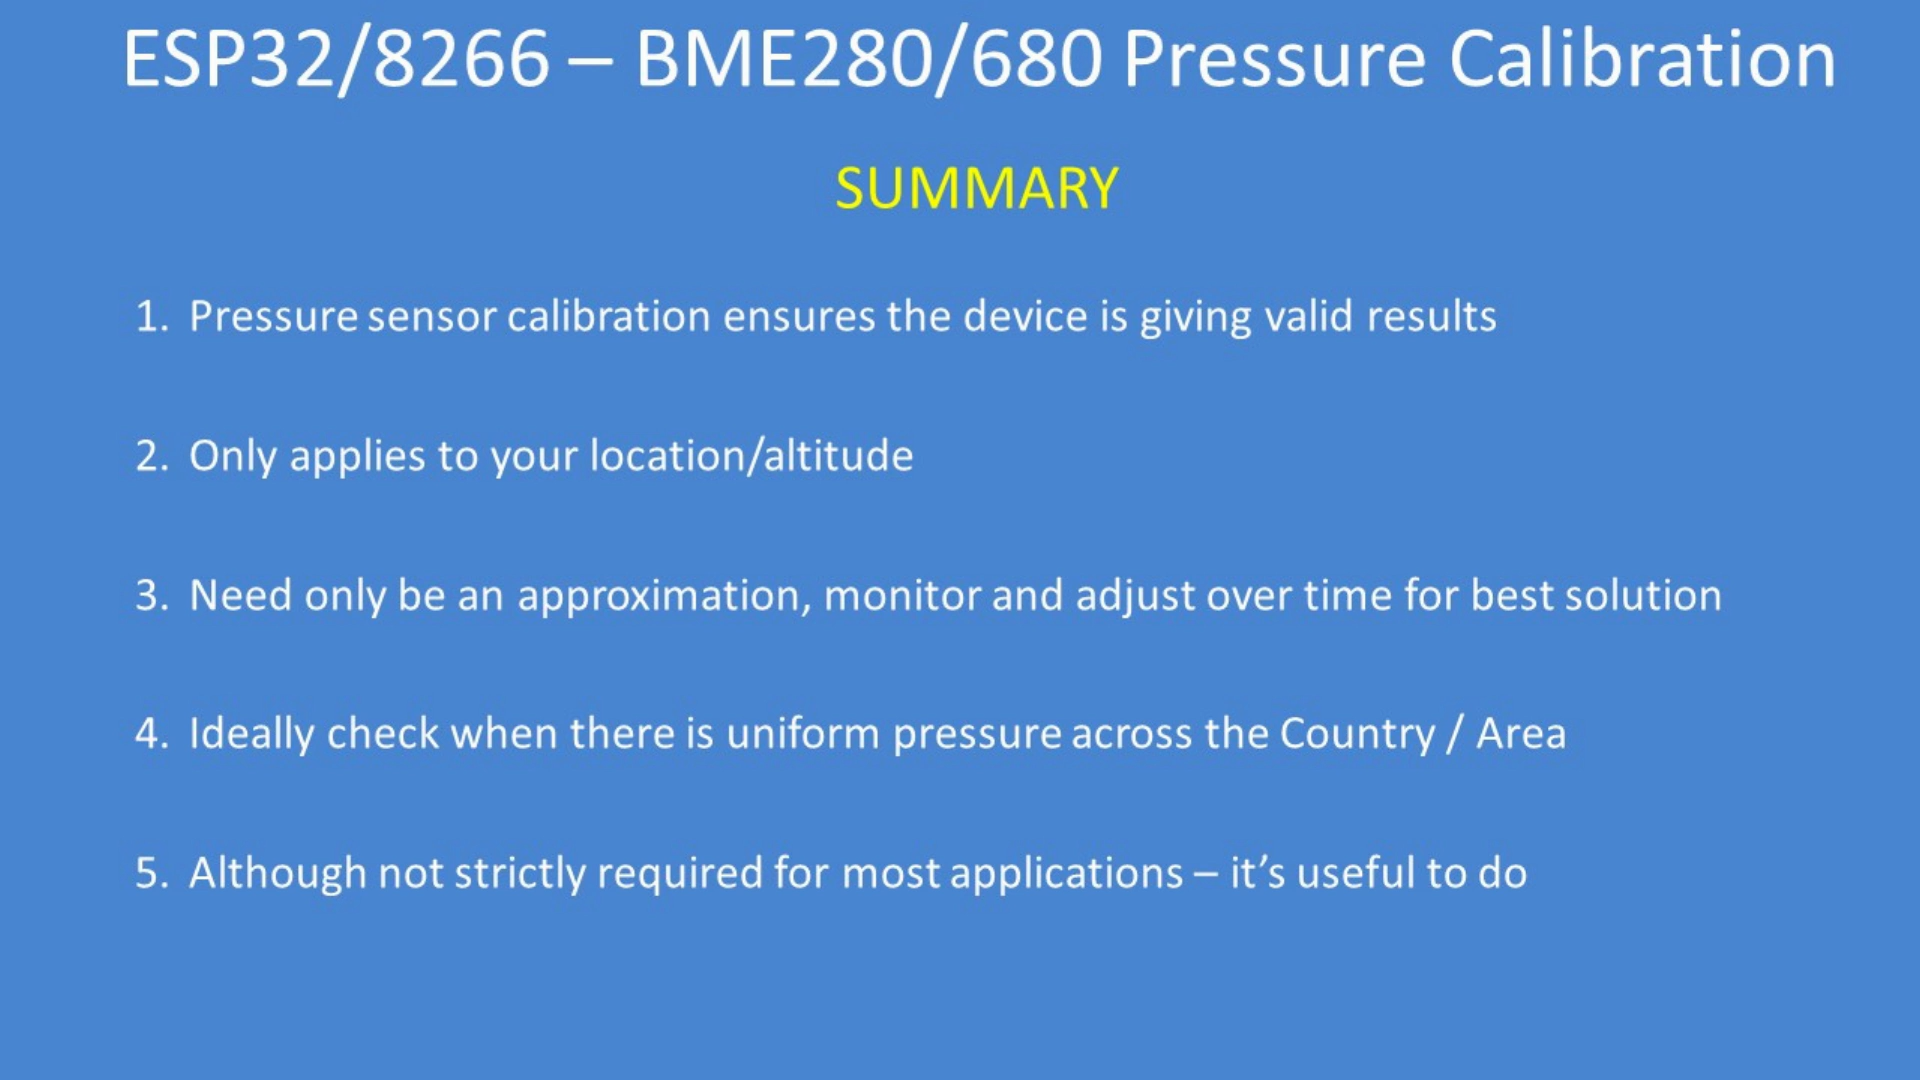 ESP32/8266 – BME280/680 Pressure Calibration
SUMMARY
1. Pressure sensor calibration ensures the device is giving valid results
2. Only applies to your location/altitude
3. Need only be an approximation, monitor and adjust over time for best solution
4. Ideally check when there is uniform pressure across the Country / Area
5. Although not strictly required for most applications – it’s useful to do